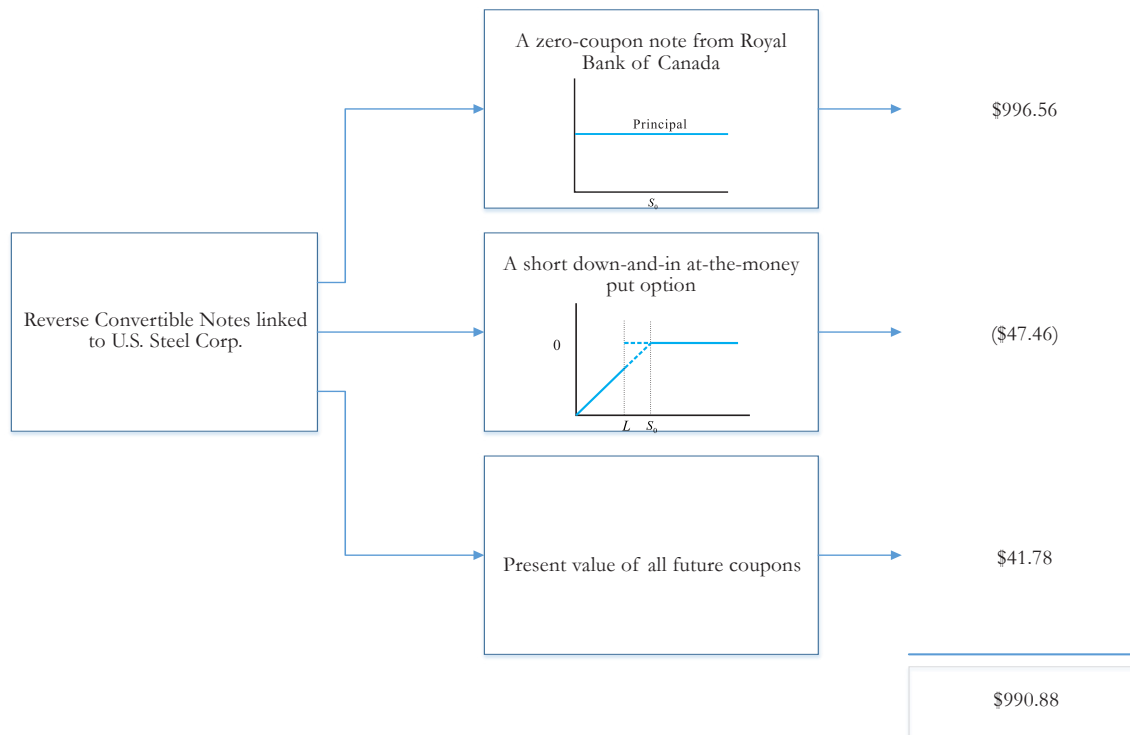 A zero-coupon note from Royal
Bank of Canada
Principal
S₀
$996.56
Reverse Convertible Notes linked
to U.S. Steel Corp.
A short down-and-in at-the-money
put option
0
L
S₀
($47.46)
Present value of all future coupons
$41.78
$990.88